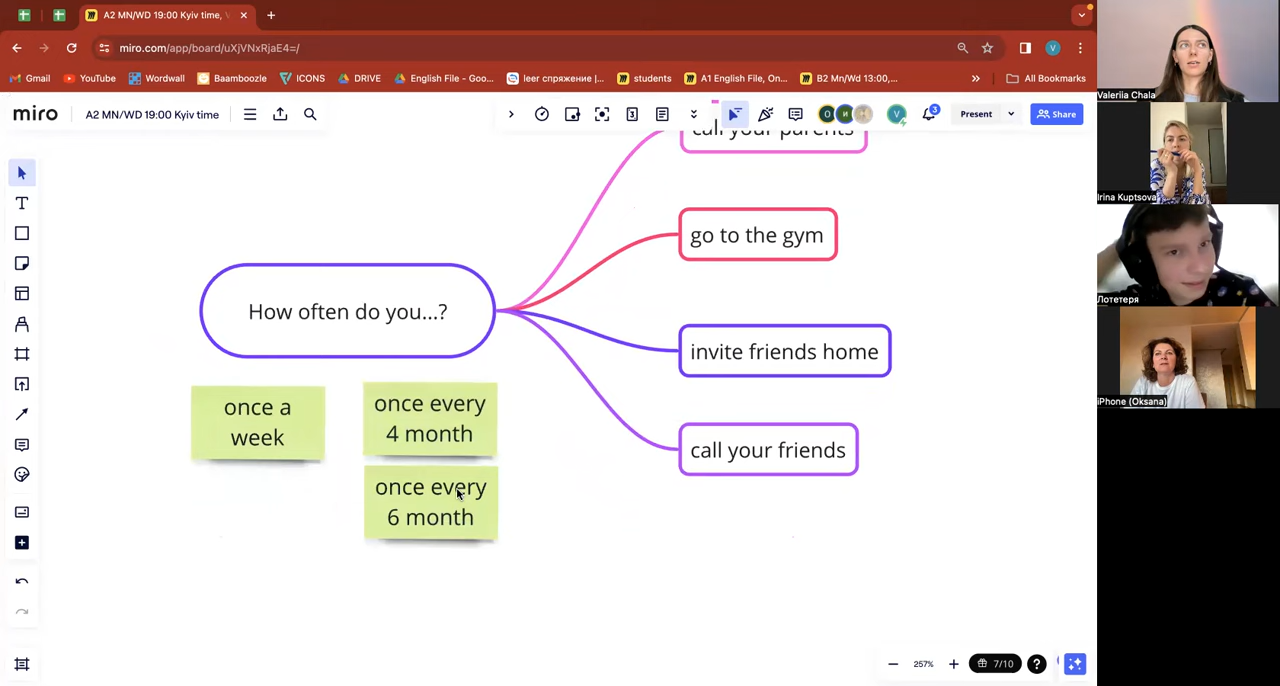 A2 MN/WD 19:00 Kyiv time,
miro.com/app/board/uXjVNxRjaE4=/
Gmail
YouTube
Wordwall
Baamboozle
ICONS
DRIVE
English File - Goo...
leer спряжение |...
students
A1 English File, On...
B2 Mn/Wd 13:00,...
All Bookmarks
miro
A2 MN/WD 19:00 Kyiv time
Present
3
Share
call your parents
go to the gym
How often do you...?
invite friends home
once a
week
once every
4 month
call your friends
once every
6 month
257%
7/10
Valeriia Chala
Irina Kuptsova
Лотетеря
iPhone (Oksana)